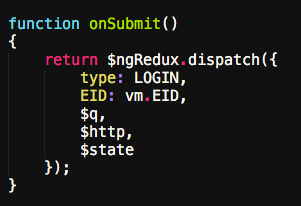 function onSubmit()
{
    return $ngRedux.dispatch({
        type: LOGIN,
        EID: vm.EID,
        $q,
        $http,
        $state
    });
}